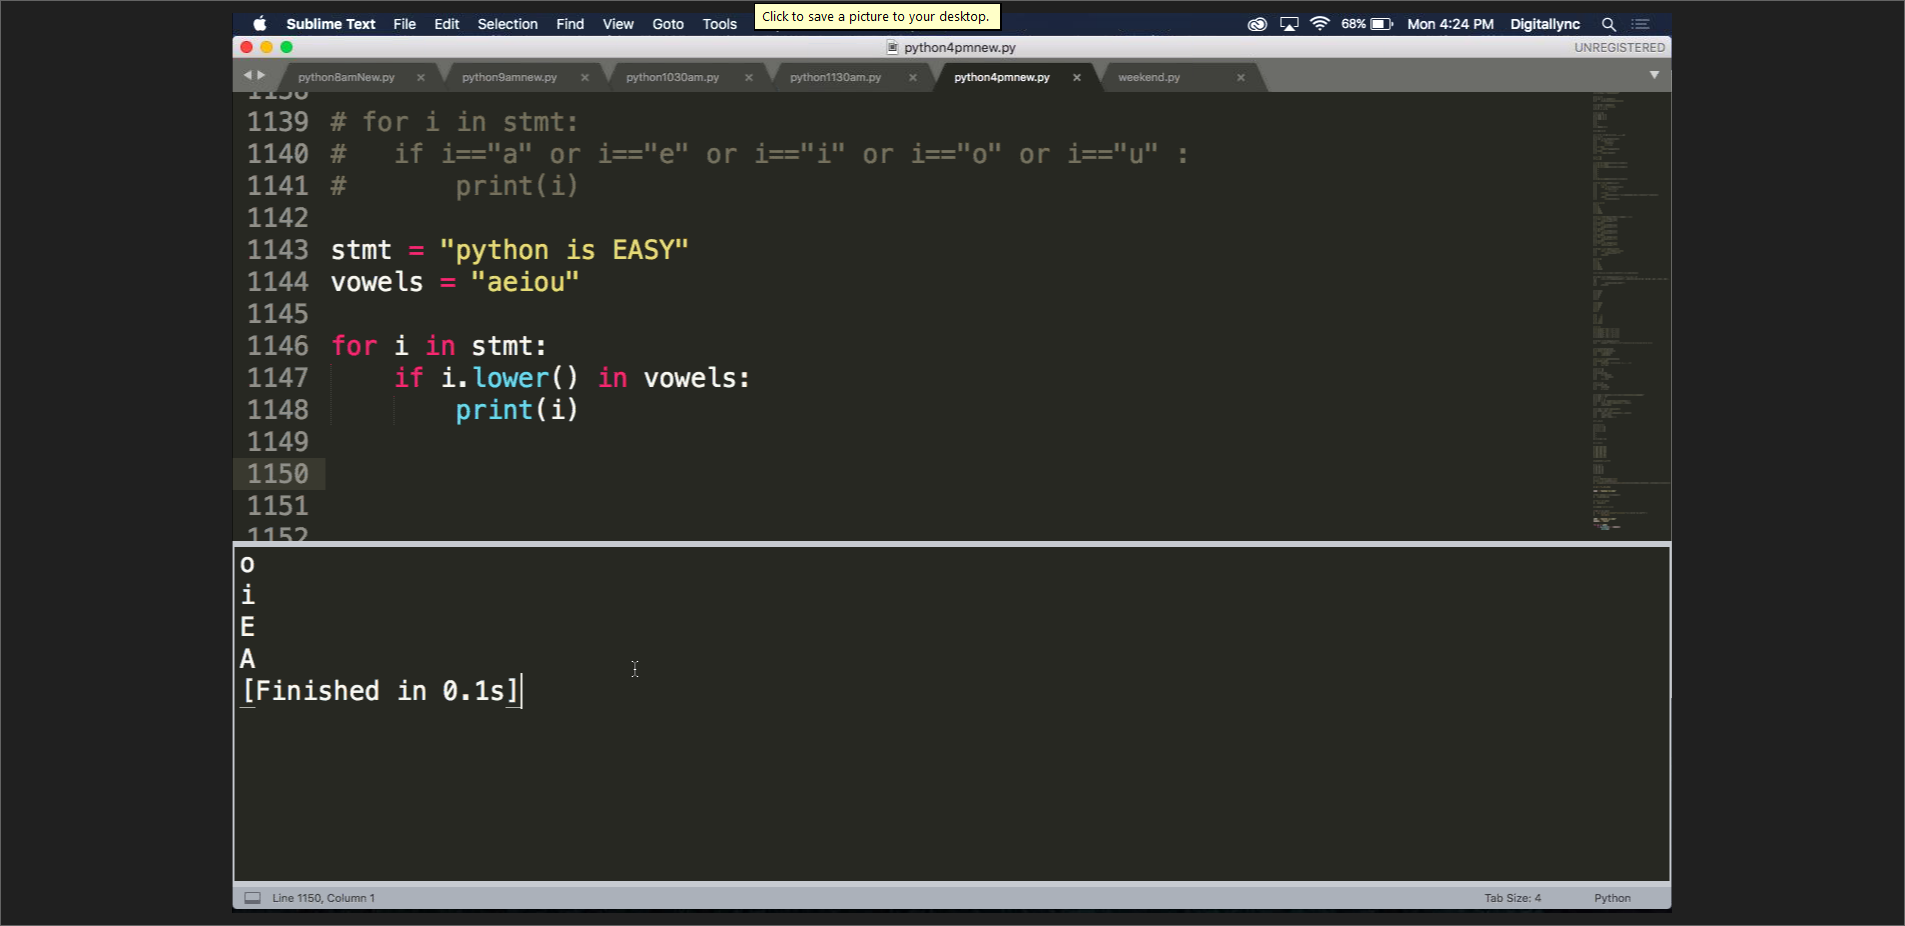 Sublime Text File Edit Selection Find View Goto Tools Click to save a picture to your desktop. 68% Mon 4:24 PM Digitallync
python4pmnew.py UNREGISTERED
python8amNew.py × python9amnew.py × python1030am.py × python1130am.py × python4pmnew.py × weekend.py ×
1138
1139 # for i in stmt:
1140 #   if i=="a" or i=="e" or i=="i" or i=="o" or i=="u" :
1141 #       print(i)
1142
1143 stmt = "python is EASY"
1144 vowels = "aeiou"
1145
1146 for i in stmt:
1147     if i.lower() in vowels:
1148         print(i)
1149
1150
1151
1152
o
i
E
A
[Finished in 0.1s]
Line 1150, Column 1 Tab Size: 4 Python